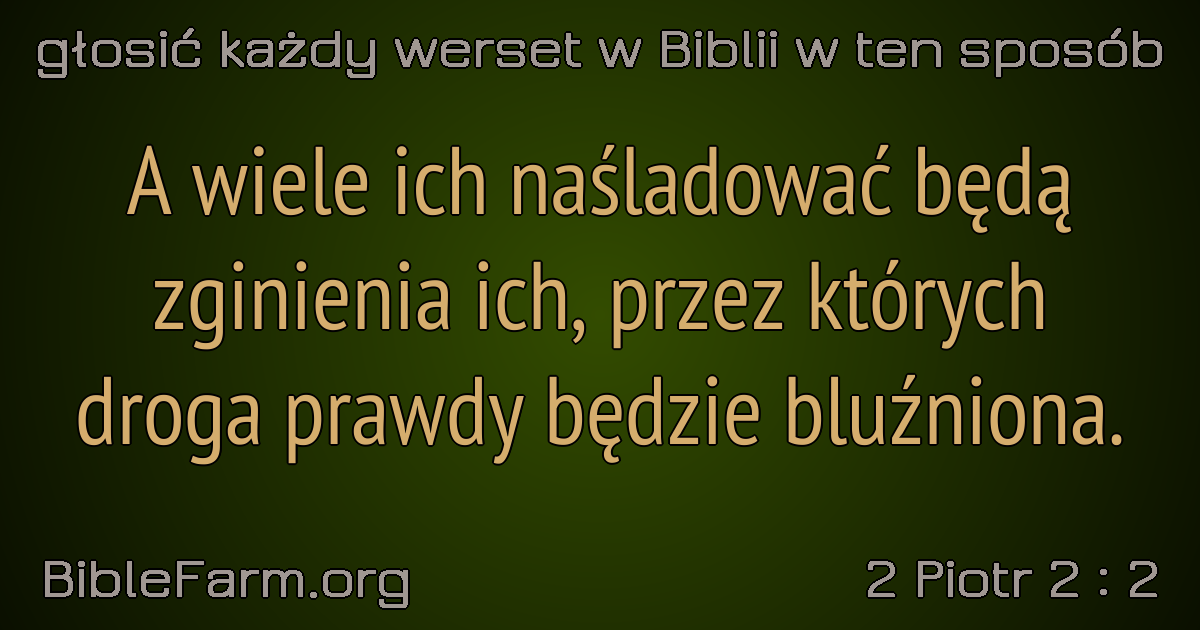 głosić każdy werset w Biblii w ten sposób
A wiele ich naśladować będą
zginienia ich, przez których
droga prawdy będzie bluźniona.
BibleFarm.org
2 Piotr 2 : 2